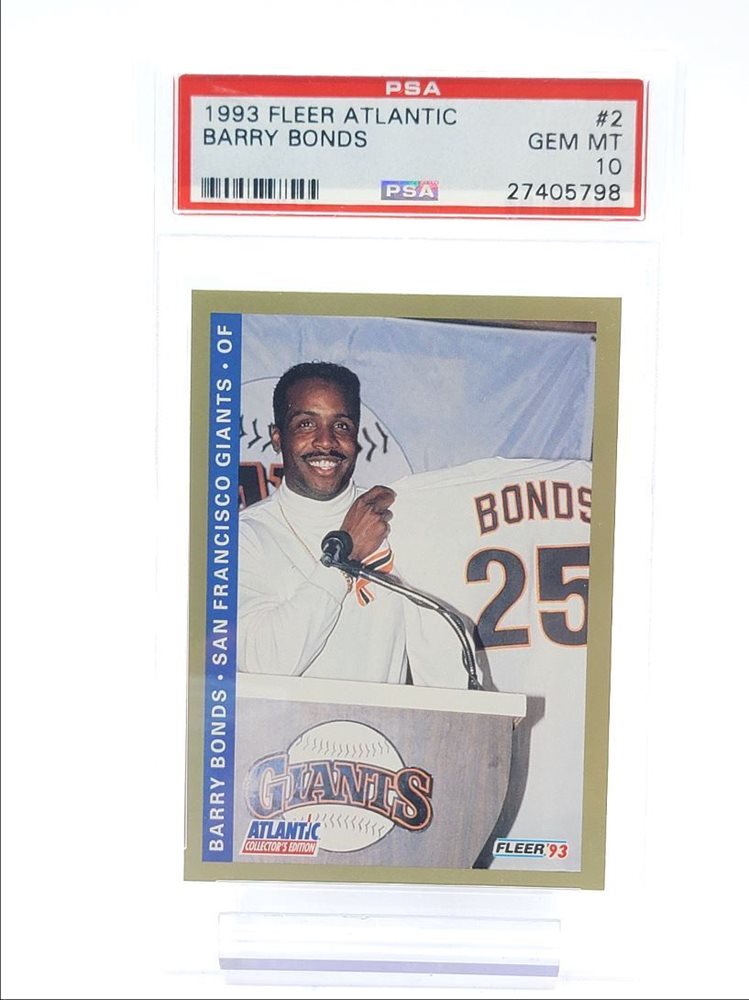 PSA
1993 FLEER ATLANTIC #2
BARRY BONDS GEM MT
10
PSA 27405798
BARRY BONDS • SAN FRANCISCO GIANTS • OF
BONDS
25
GIANTS
ATLANTIC
COLLECTOR'S EDITION
FLEER '93